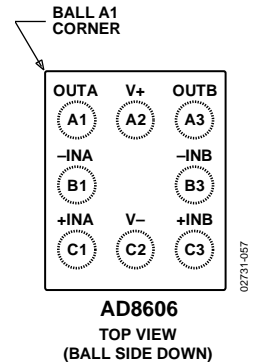 BALL A1
CORNER
OUTA V+ OUTB
A1 A2 A3
–INA –INB
B1 B3
+INA V– +INB
C1 C2 C3
02731-057
AD8606
TOP VIEW
(BALL SIDE DOWN)